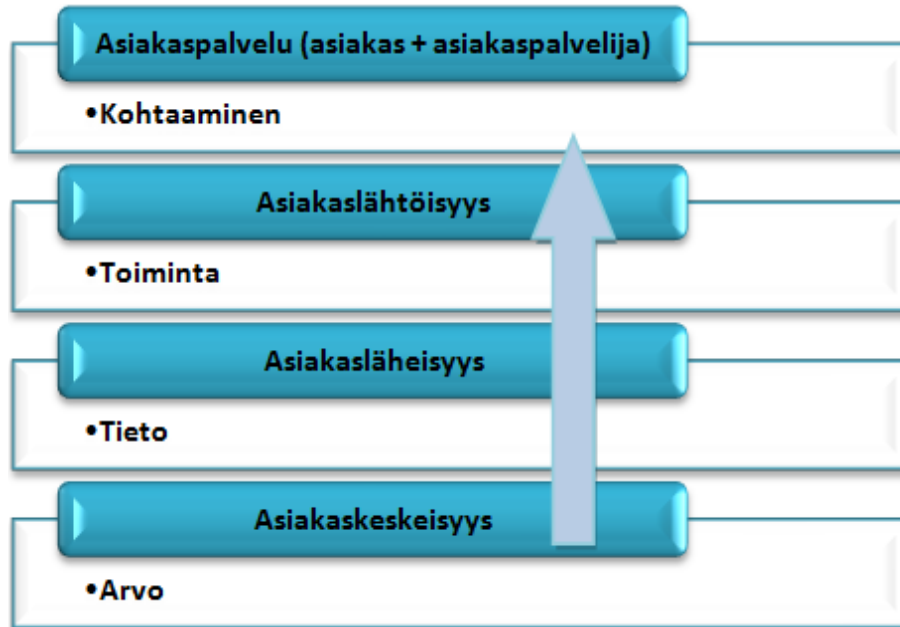 Asiakaspalvelu (asiakas + asiakaspalvelija)
•Kohtaaminen
Asiakaslähtöisyys
•Toiminta
Asiakasläheisyys
•Tieto
Asiakaskeskeisyys
•Arvo